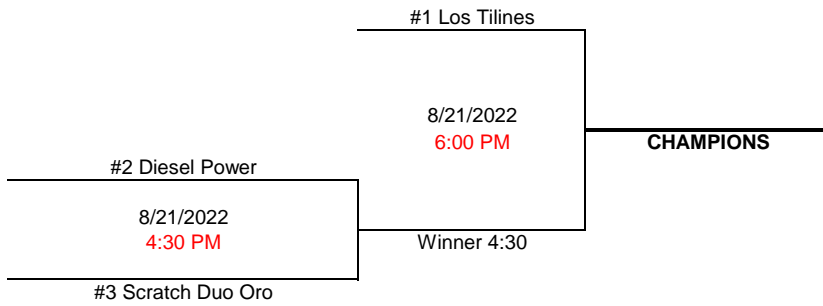 #1 Los Tilines
8/21/2022
6:00 PM
CHAMPIONS
#2 Diesel Power
8/21/2022
4:30 PM
Winner 4:30
#3 Scratch Duo Oro